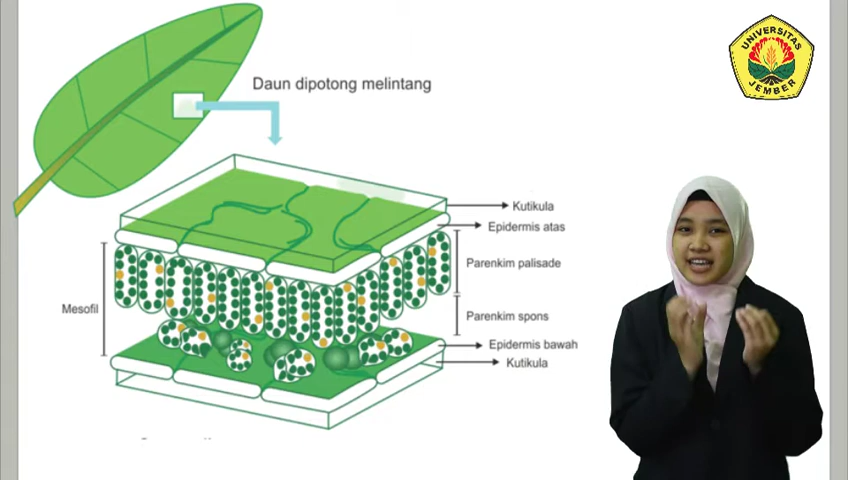 UNIVERSITAS
JEMBER
Daun dipotong melintang
Kutikula
Epidermis atas
Parenkim palisade
Mesofil
Parenkim spons
Epidermis bawah
Kutikula